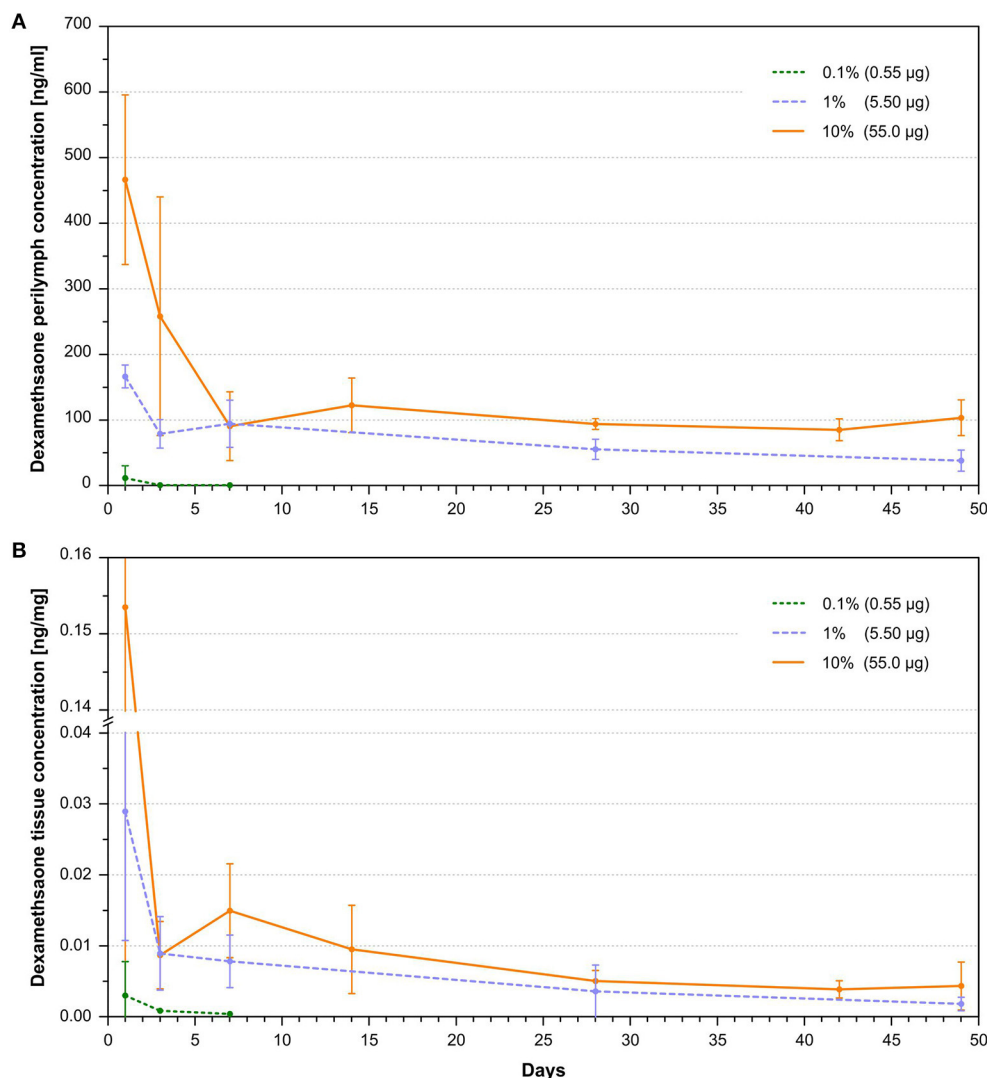 A
Dexamethsaone perilymph concentration [ng/ml]
700
600
500
400
300
200
100
0
0.1% (0.55 µg)
1% (5.50 µg)
10% (55.0 µg)
0 5 10 15 20 25 30 35 40 45 50
B
Dexamethsaone tissue concentration [ng/mg]
0.16
0.15
0.14
0.04
0.03
0.02
0.01
0.00
0.1% (0.55 µg)
1% (5.50 µg)
10% (55.0 µg)
0 5 10 15 20 25 30 35 40 45 50
Days